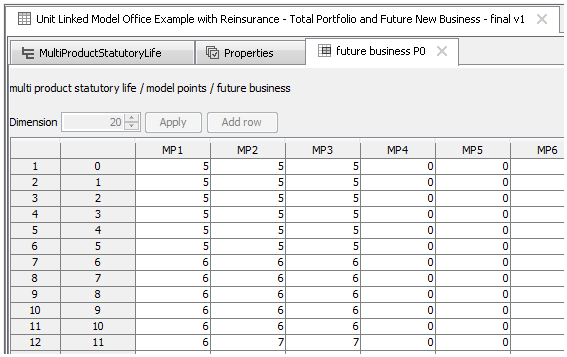 Unit Linked Model Office Example with Reinsurance - Total Portfolio and Future New Business - final v1
MultiProductStatutoryLife Properties future business P0
multi product statutory life / model points / future business
Dimension 20 Apply Add row
MP1 MP2 MP3 MP4 MP5 MP6
1 0 5 5 5 0 0
2 1 5 5 5 0 0
3 2 5 5 5 0 0
4 3 5 5 5 0 0
5 4 5 5 5 0 0
6 5 5 5 5 0 0
7 6 6 6 6 0 0
8 7 6 6 6 0 0
9 8 6 6 6 0 0
10 9 6 6 6 0 0
11 10 6 6 6 0 0
12 11 6 7 7 0 0